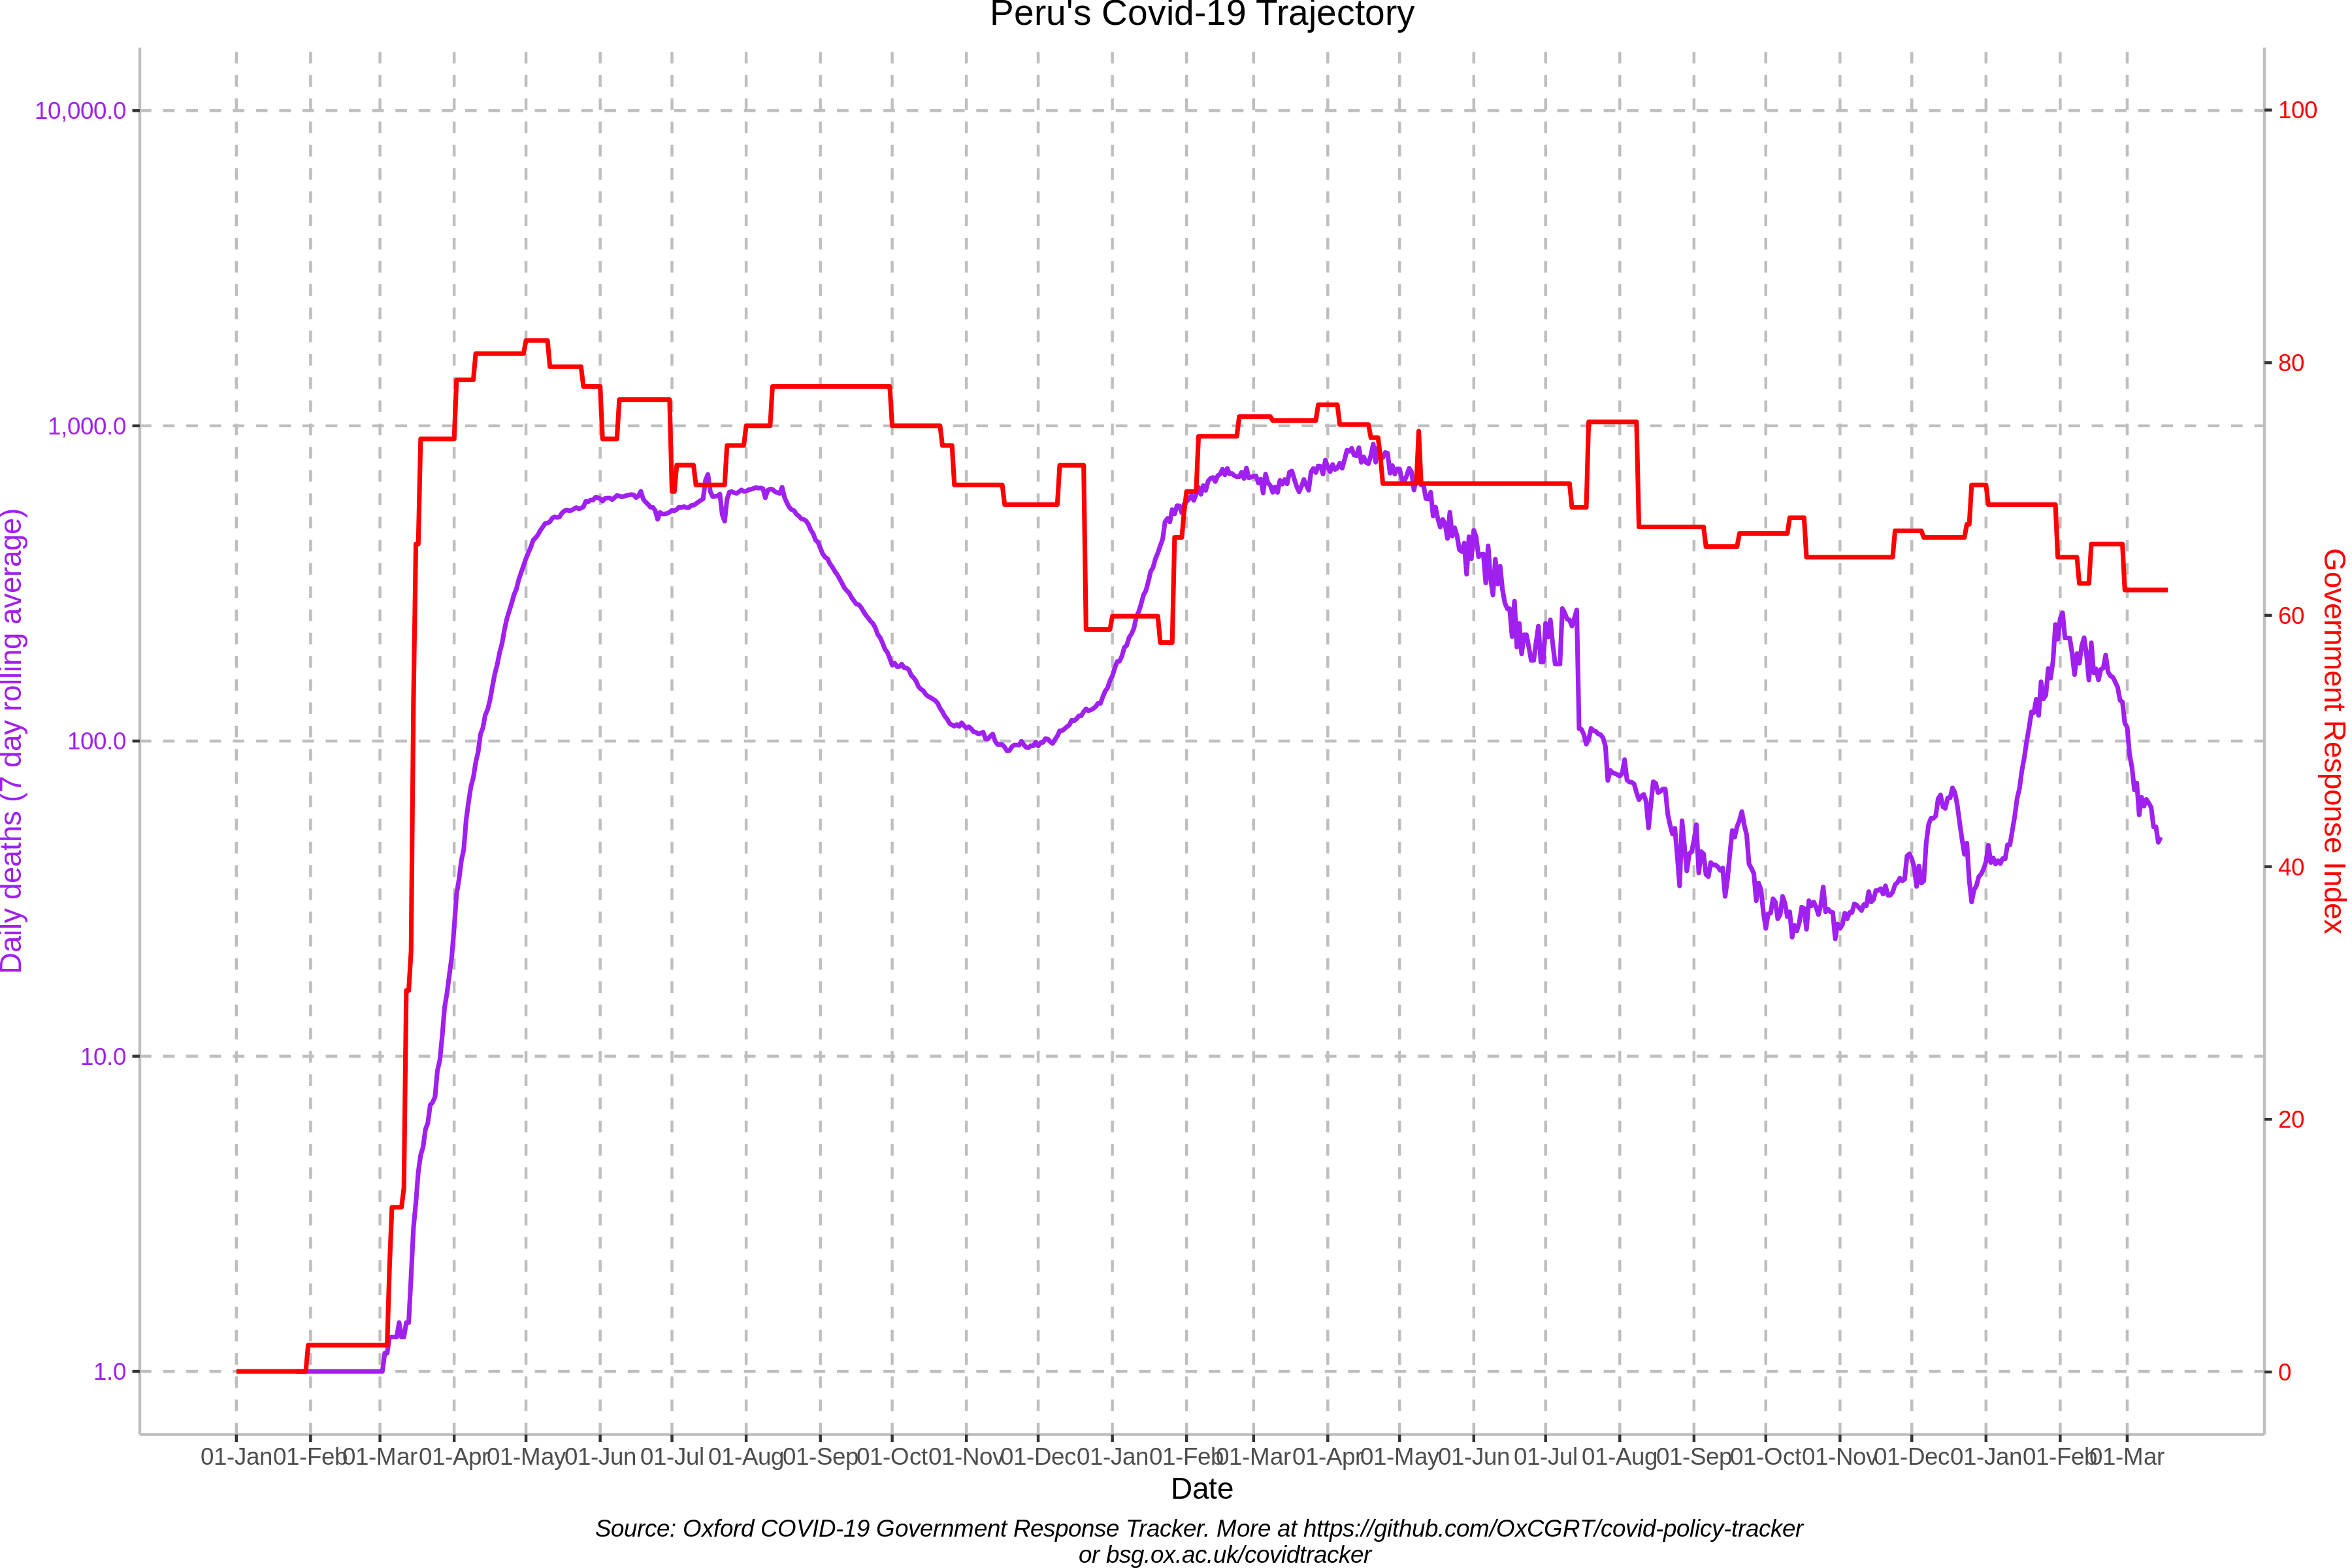 Peru's Covid-19 Trajectory
10,000.0
1,000.0
100.0
10.0
1.0
Daily deaths (7 day rolling average)
100
80
60
40
20
0
Government Response Index
01-Jan 01-Feb 01-Mar 01-Apr 01-May 01-Jun 01-Jul 01-Aug 01-Sep 01-Oct 01-Nov 01-Dec 01-Jan 01-Feb 01-Mar 01-Apr 01-May 01-Jun 01-Jul 01-Aug 01-Sep 01-Oct 01-Nov 01-Dec 01-Jan 01-Feb 01-Mar
Date
Source: Oxford COVID-19 Government Response Tracker. More at https://github.com/OxCGRT/covid-policy-tracker
or bsg.ox.ac.uk/covidtracker